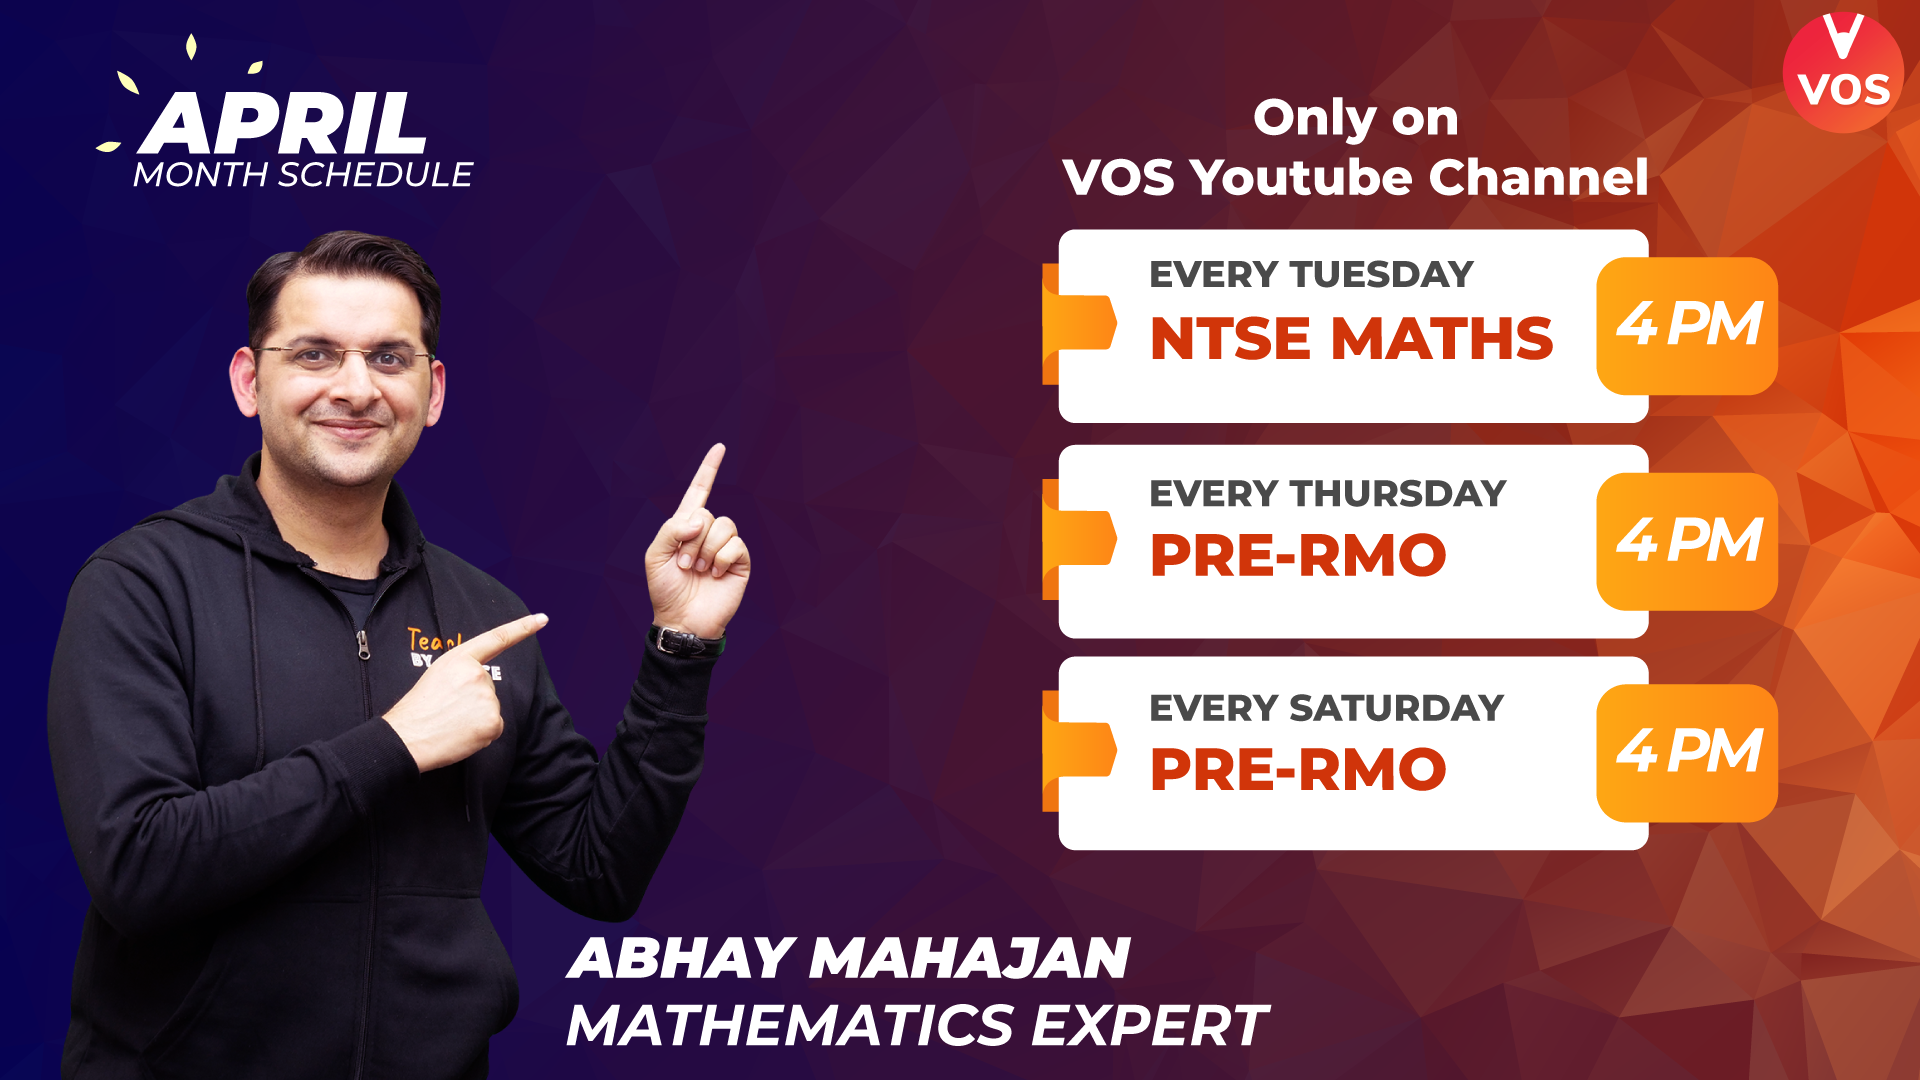 APRIL
MONTH SCHEDULE
VOS
Only on
VOS Youtube Channel
EVERY TUESDAY
NTSE MATHS
4 PM
EVERY THURSDAY
PRE-RMO
4 PM
EVERY SATURDAY
PRE-RMO
4 PM
BY
ABHAY MAHAJAN
MATHEMATICS EXPERT